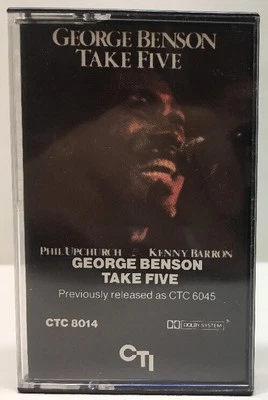 GEORGE BENSON
TAKE FIVE
PHIL UPCHURCH - KENNY BARRON
GEORGE BENSON
TAKE FIVE
Previously released as CTC 6045
CTC 8014 DOLBY SYSTEM
CTI